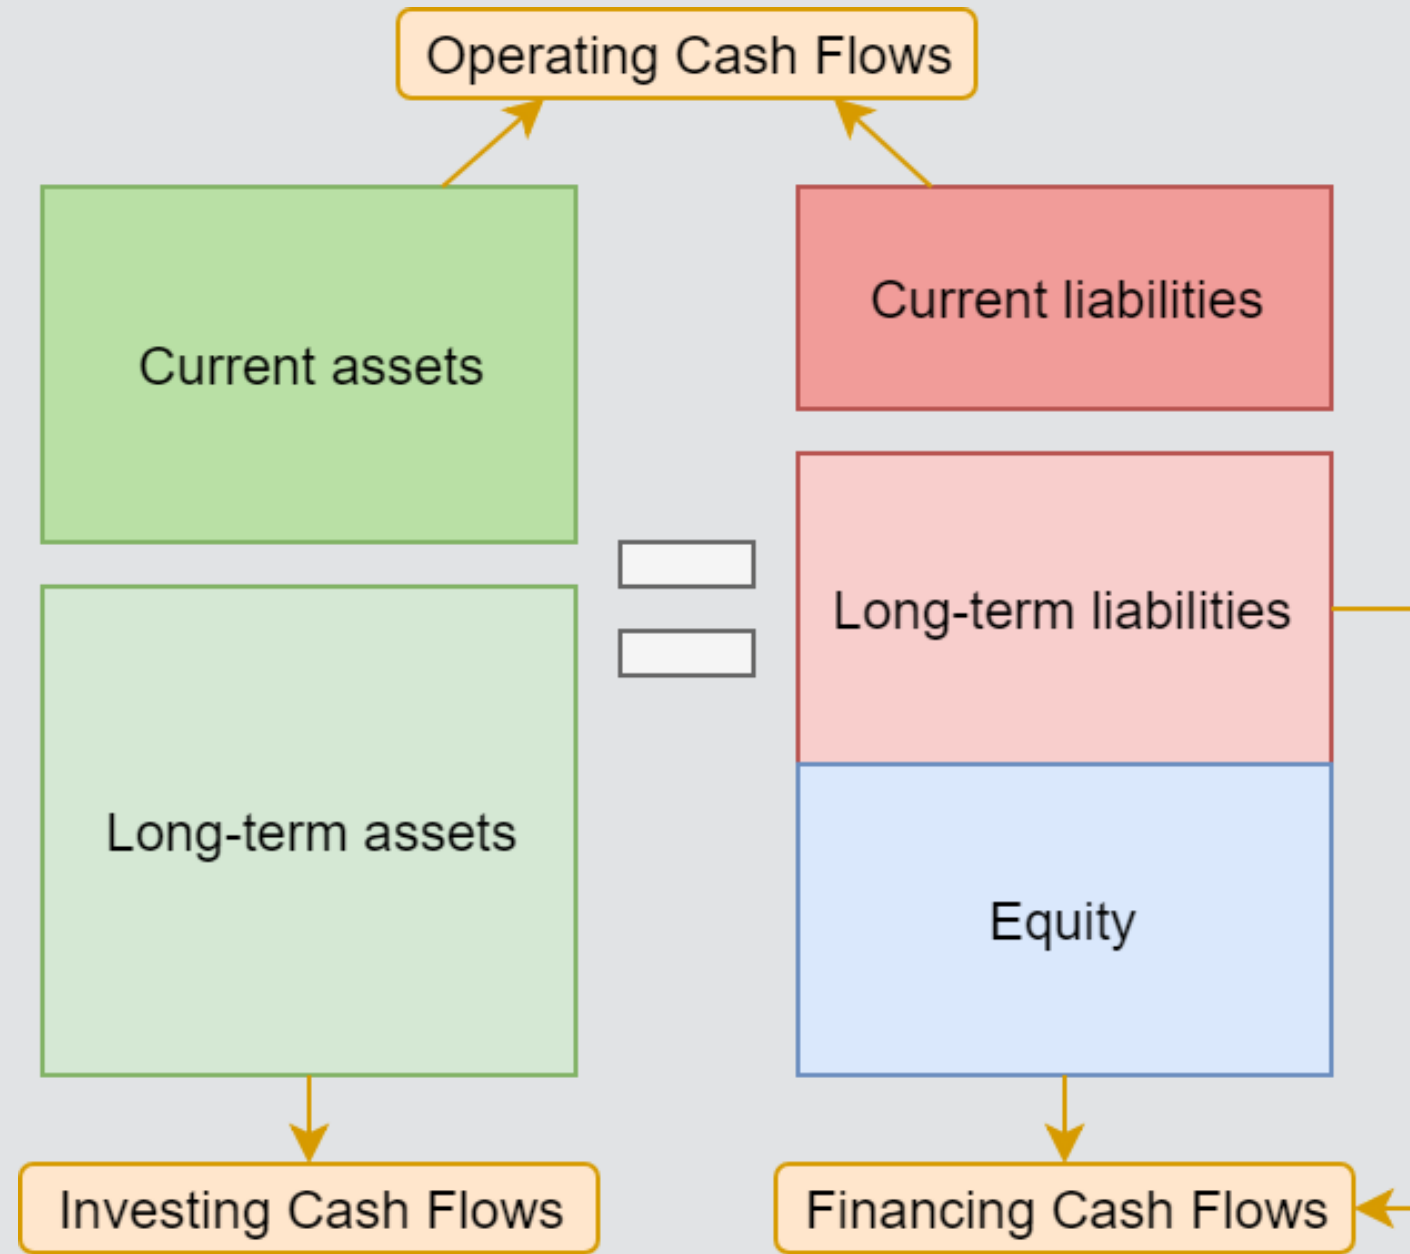 Operating Cash Flows
Current assets
Current liabilities
Long-term liabilities
Long-term assets
Equity
Investing Cash Flows
Financing Cash Flows